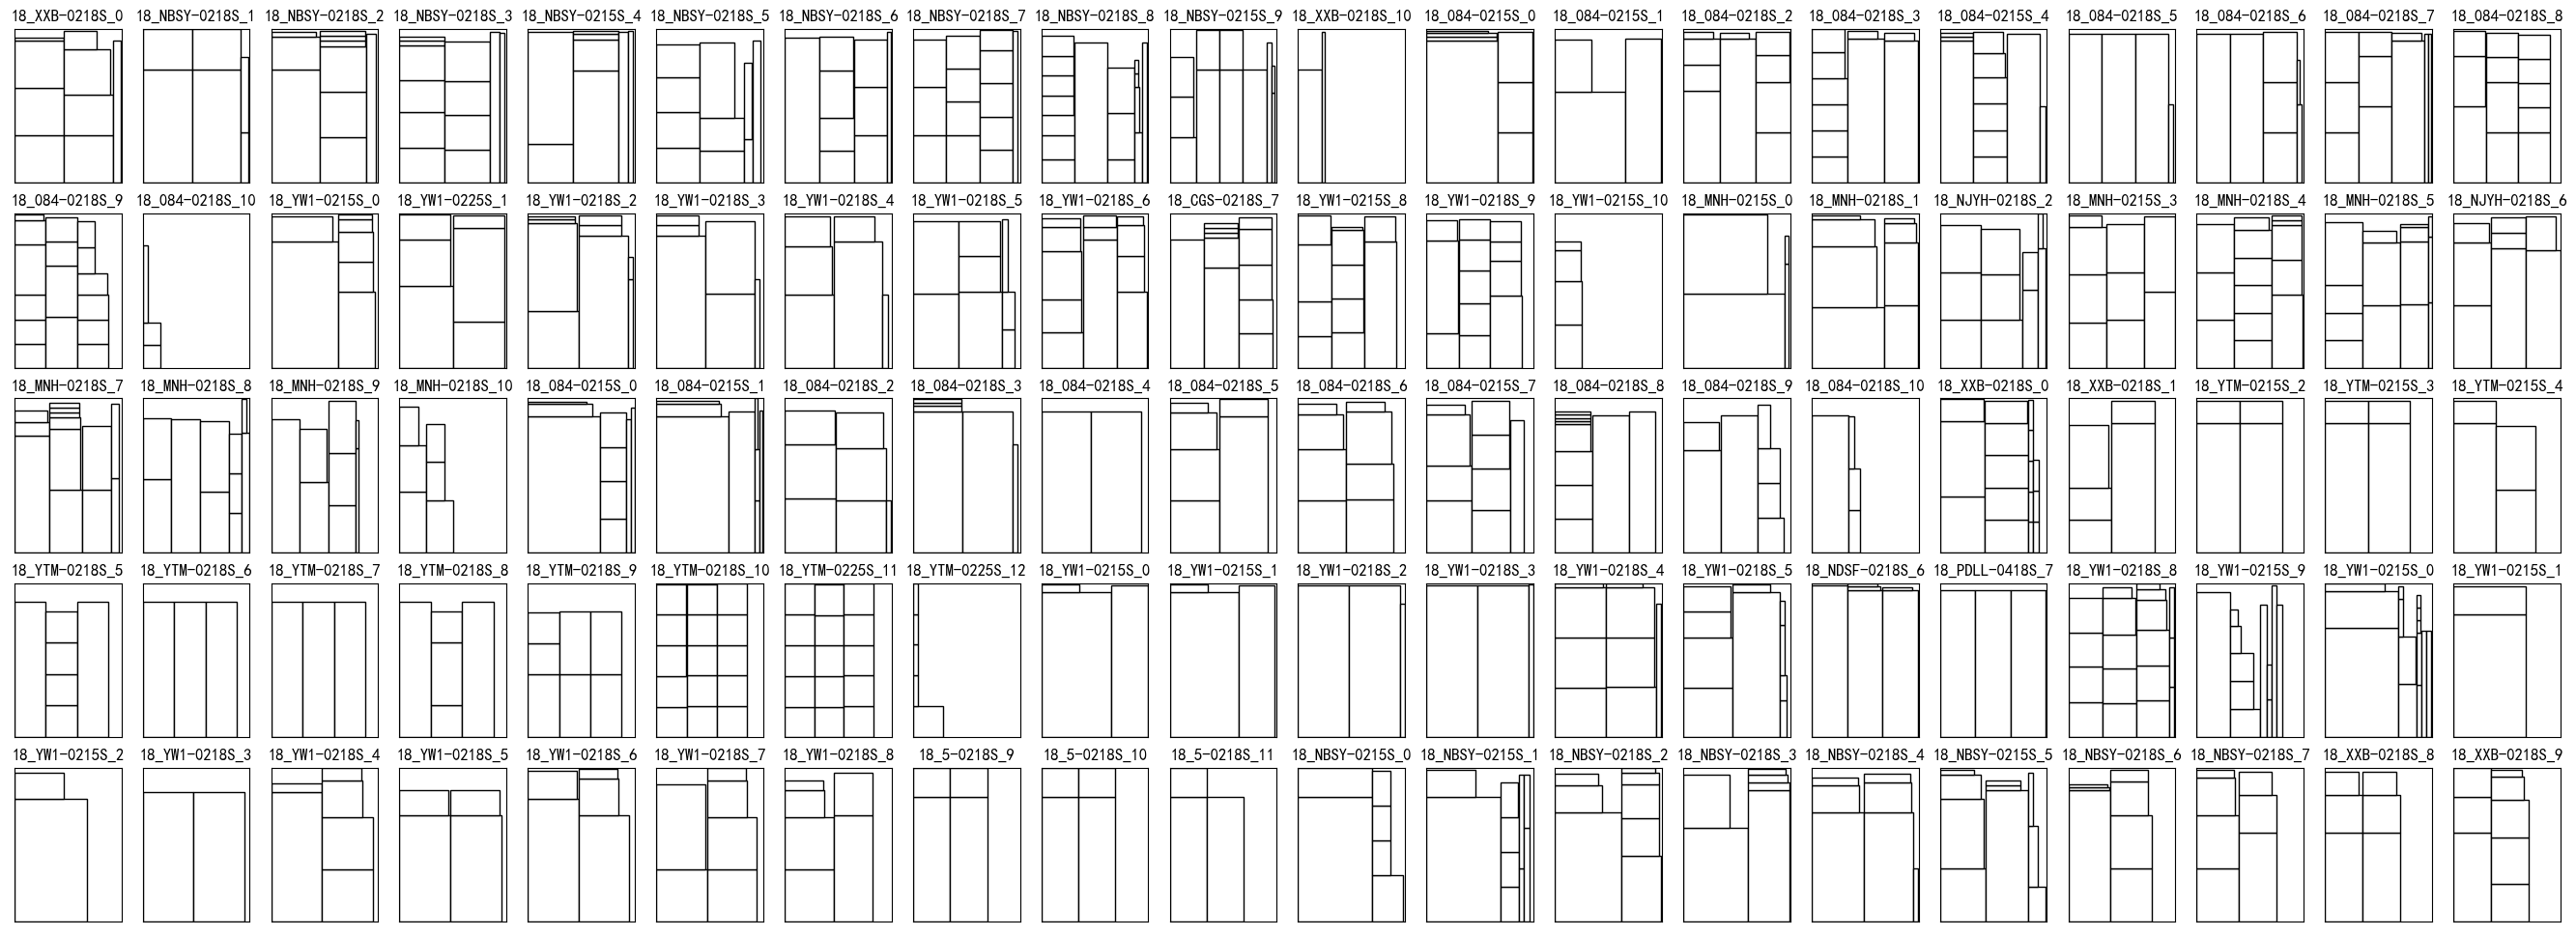 18_XXB-0218S_0 18_NBSY-0215S_1 18_NBSY-0218S_2 18_NBSY-0218S_3 18_NBSY-0215S_4 18_NBSY-0218S_5 18_NBSY-0218S_6 18_NBSY-0218S_7 18_NBSY-0218S_8 18_NBSY-0215S_9 18_XXB-0218S_10 18_084-0215S_0 18_084-0215S_1 18_084-0218S_2 18_084-0218S_3 18_084-0215S_4 18_084-0218S_5 18_084-0218S_6 18_084-0218S_7 18_084-0218S_8
18_084-0218S_9 18_084-0218S_10 18_YW1-0215S_0 18_YW1-0225S_1 18_YW1-0218S_2 18_YW1-0218S_3 18_YW1-0218S_4 18_YW1-0218S_5 18_YW1-0218S_6 18_CGS-0218S_7 18_YW1-0215S_8 18_YW1-0218S_9 18_YW1-0215S_10 18_MNH-0215S_0 18_MNH-0218S_1 18_NJYH-0218S_2 18_MNH-0215S_3 18_MNH-0218S_4 18_MNH-0218S_5 18_NJYH-0218S_6
18_MNH-0218S_7 18_MNH-0218S_8 18_MNH-0218S_9 18_MNH-0218S_10 18_084-0215S_0 18_084-0215S_1 18_084-0218S_2 18_084-0218S_3 18_084-0218S_4 18_084-0218S_5 18_084-0218S_6 18_084-0215S_7 18_084-0218S_8 18_084-0218S_9 18_084-0218S_10 18_XXB-0218S_0 18_XXB-0218S_1 18_YTM-0215S_2 18_YTM-0215S_3 18_YTM-0215S_4
18_YTM-0218S_5 18_YTM-0218S_6 18_YTM-0218S_7 18_YTM-0218S_8 18_YTM-0218S_9 18_YTM-0218S_10 18_YTM-0225S_11 18_YTM-0225S_12 18_YW1-0215S_0 18_YW1-0215S_1 18_YW1-0218S_2 18_YW1-0218S_3 18_YW1-0218S_4 18_YW1-0218S_5 18_NDSF-0218S_6 18_PDLL-0418S_7 18_YW1-0218S_8 18_YW1-0215S_9 18_YW1-0215S_0 18_YW1-0215S_1
18_YW1-0215S_2 18_YW1-0218S_3 18_YW1-0218S_4 18_YW1-0218S_5 18_YW1-0218S_6 18_YW1-0218S_7 18_YW1-0218S_8 18_5-0218S_9 18_5-0218S_10 18_5-0218S_11 18_NBSY-0215S_0 18_NBSY-0215S_1 18_NBSY-0218S_2 18_NBSY-0218S_3 18_NBSY-0218S_4 18_NBSY-0215S_5 18_NBSY-0218S_6 18_NBSY-0218S_7 18_XXB-0218S_8 18_XXB-0218S_9